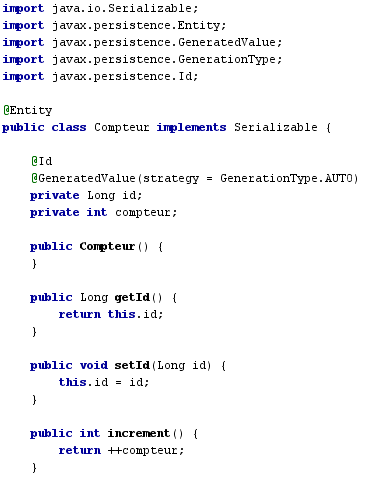 import java.io.Serializable;
import javax.persistence.Entity;
import javax.persistence.GeneratedValue;
import javax.persistence.GenerationType;
import javax.persistence.Id;

@Entity
public class Compteur implements Serializable {

    @Id
    @GeneratedValue(strategy = GenerationType.AUTO)
    private Long id;
    private int compteur;

    public Compteur() {
    }

    public Long getId() {
        return this.id;
    }

    public void setId(Long id) {
        this.id = id;
    }

    public int increment() {
        return ++compteur;
    }